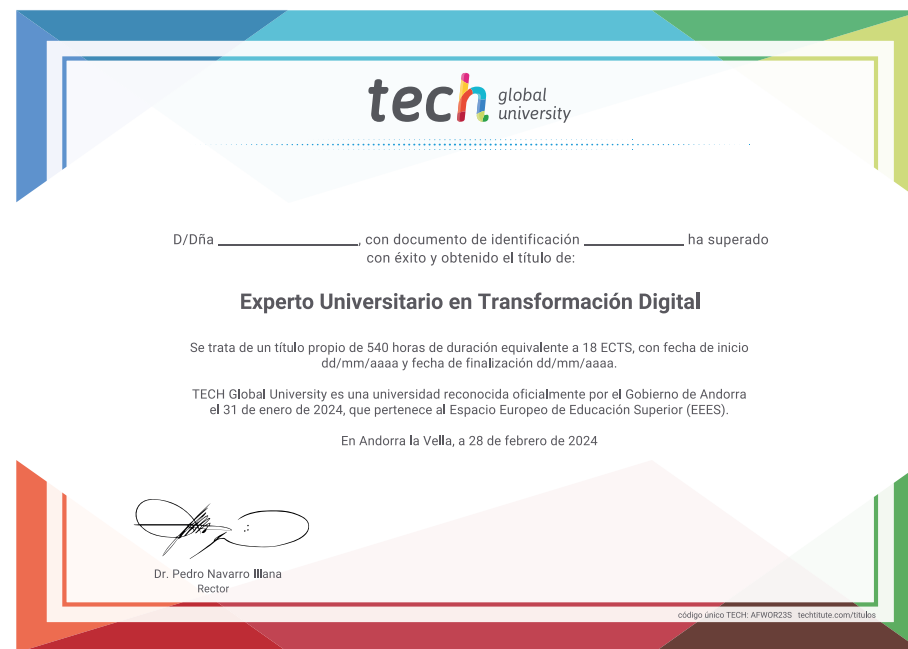 tech global university
D/Dña ____________, con documento de identificación ____________ ha superado
con éxito y obtenido el título de:
Experto Universitario en Transformación Digital
Se trata de un título propio de 540 horas de duración equivalente a 18 ECTS, con fecha de inicio
dd/mm/aaaa y fecha de finalización dd/mm/aaaa.
TECH Global University es una universidad reconocida oficialmente por el Gobierno de Andorra
el 31 de enero de 2024, que pertenece al Espacio Europeo de Educación Superior (EEES).
En Andorra la Vella, a 28 de febrero de 2024
Dr. Pedro Navarro Illana
Rector
código único TECH: AFWOR23S techtitute.com/titulos